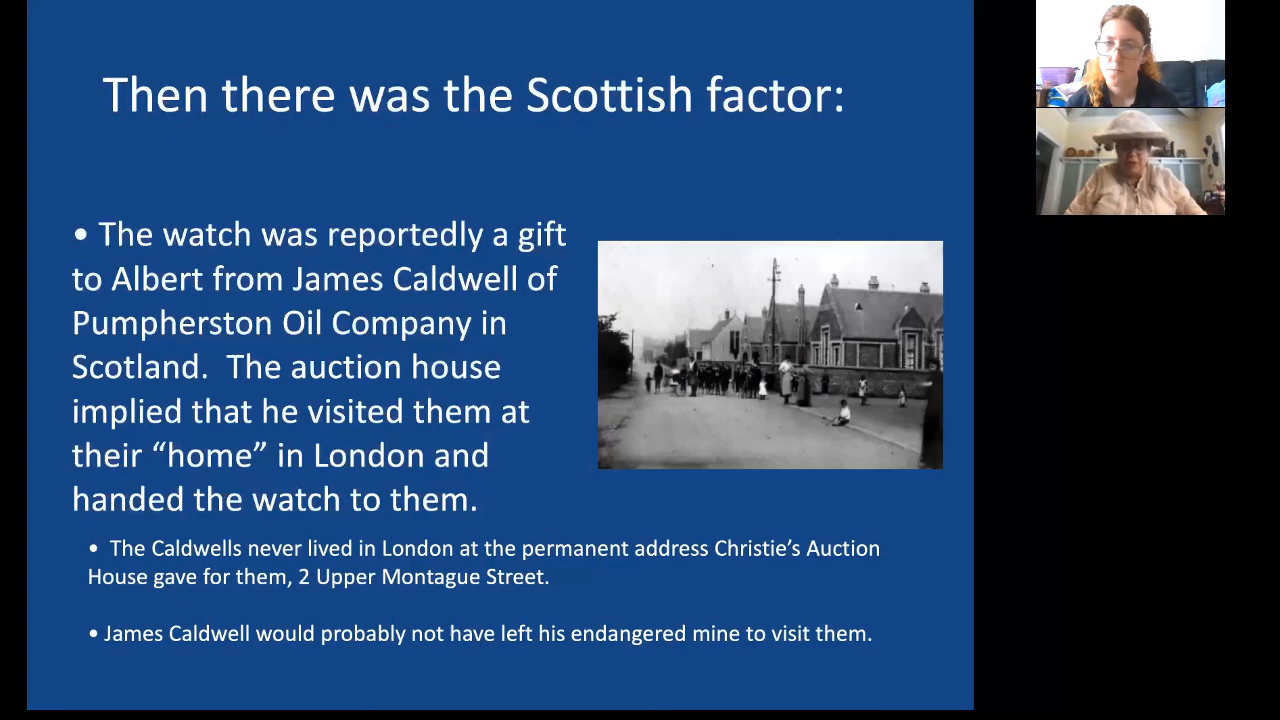 Then there was the Scottish factor:
• The watch was reportedly a gift
to Albert from James Caldwell of
Pumpherston Oil Company in
Scotland.  The auction house
implied that he visited them at
their “home” in London and
handed the watch to them.
•  The Caldwells never lived in London at the permanent address Christie’s Auction
House gave for them, 2 Upper Montague Street.
• James Caldwell would probably not have left his endangered mine to visit them.